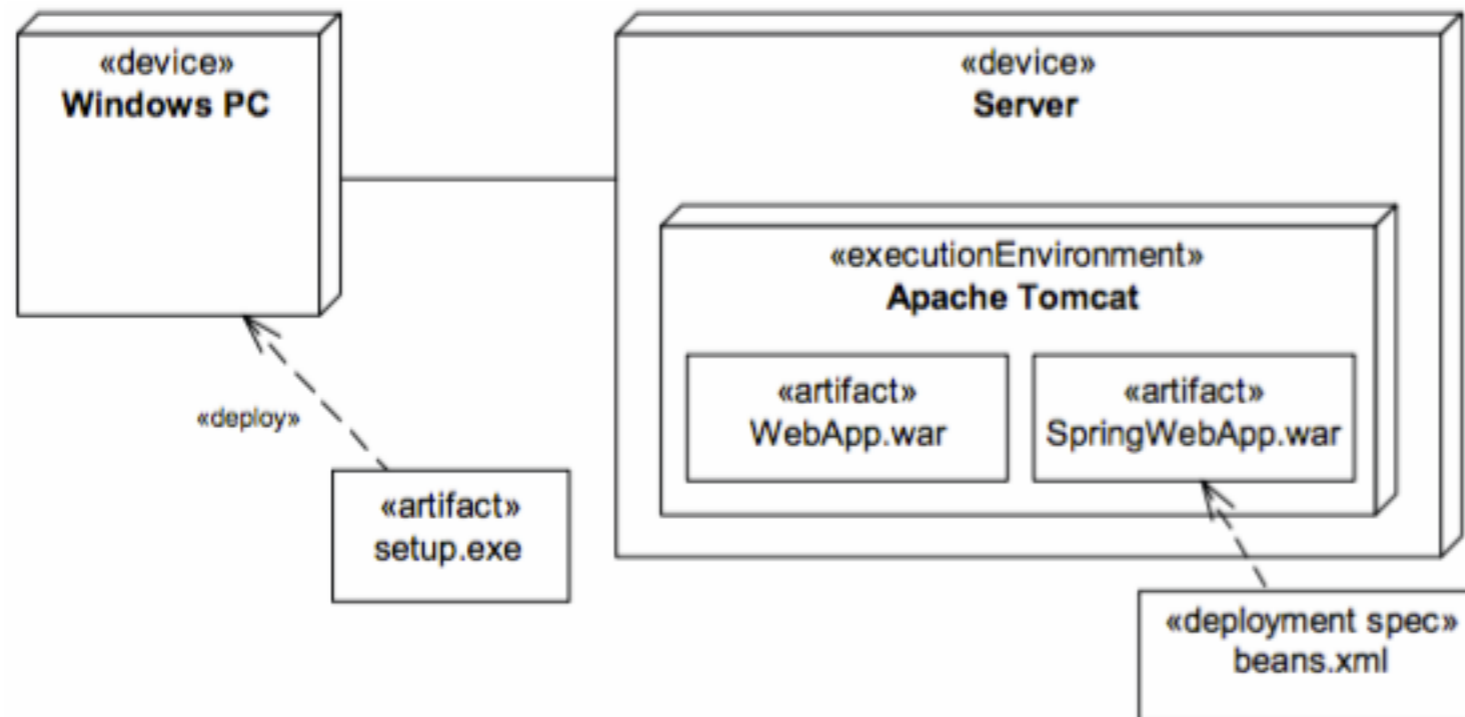 «device»
Windows PC
«device»
Server
«executionEnvironment»
Apache Tomcat
«artifact»
WebApp.war
«artifact»
SpringWebApp.war
«deploy»
«artifact»
setup.exe
«deployment spec»
beans.xml